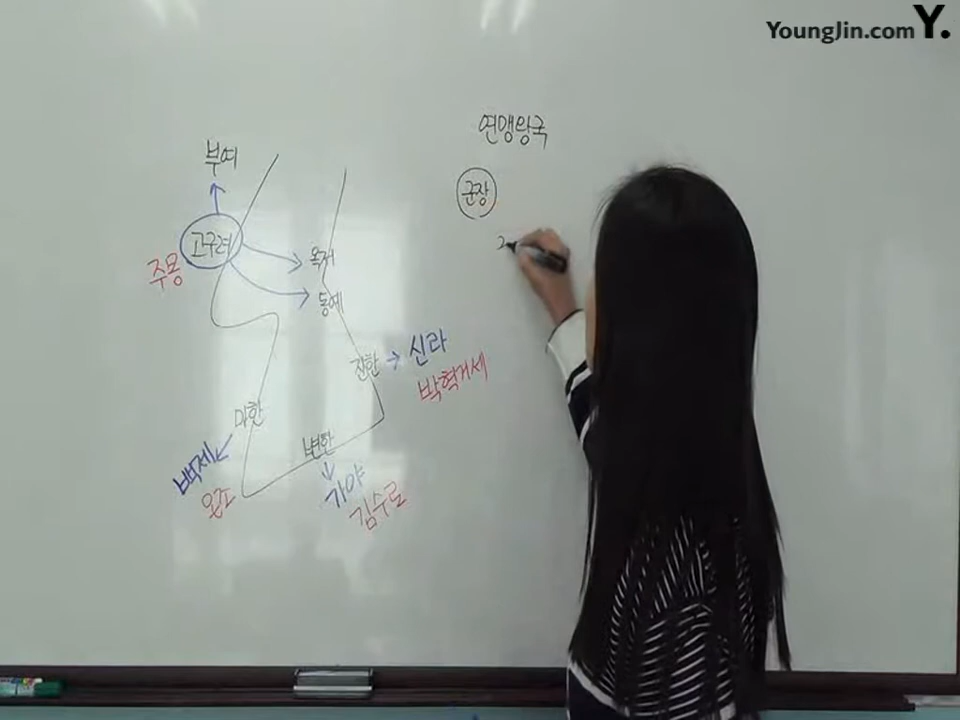 YoungJin.com Y.
연맹왕국
부여
군장
고구려
주몽
옥저
동예
진한 → 신라
박혁거세
마한
변한
백제
가야
온조
김수로